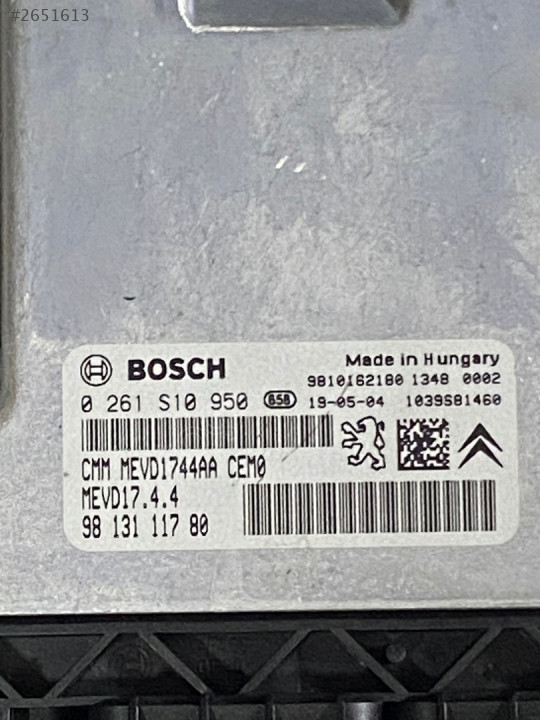 #2651613
BOSCH
Made in Hungary
9810162180 1348 0002
0 261 S10 950 858 19-05-04 1039S81460
CMM MEVD1744AA CEM0
MEVD17.4.4
98 131 117 80